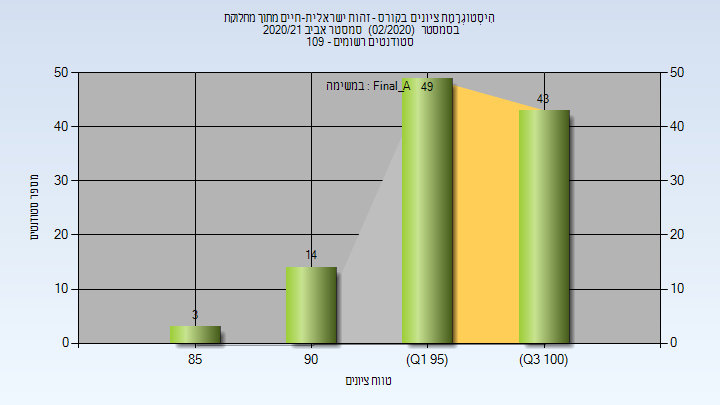 היסטוגרמת ציונים בקורס - זהות ישראלית-חיים מתוך מחלוקת
בסמסטר (02/2020) סמסטר אביב 2020/21
סטודנטים רשומים - 109
במשימה : Final_A
50
40
30
20
10
0
50
40
30
20
10
0
3
14
49
43
מספר סטודנטים
85
90
(Q1 95)
(Q3 100)
טווח ציונים